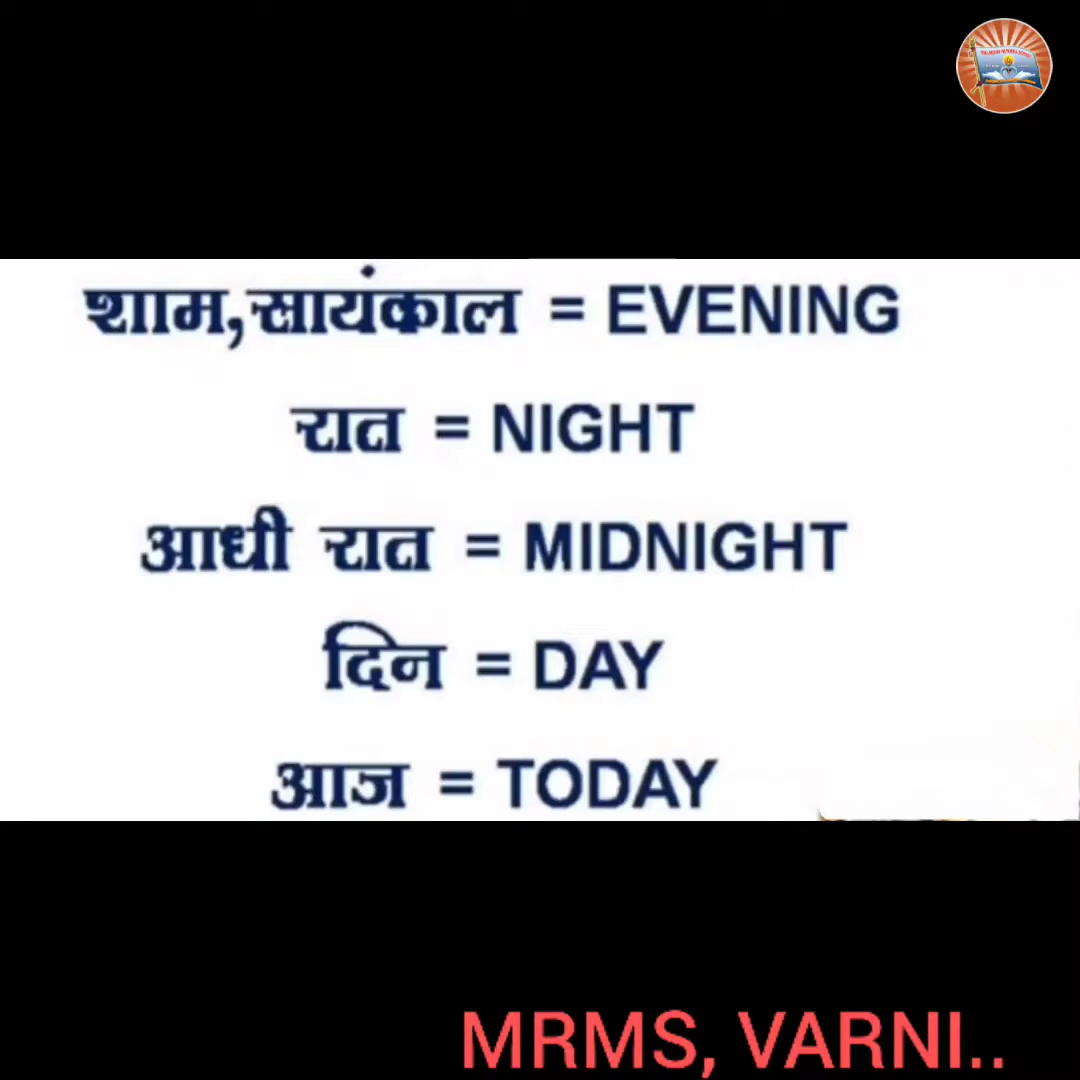 शाम,सायंकाल = EVENING
रात = NIGHT
आधी रात = MIDNIGHT
दिन = DAY
आज = TODAY
MRMS, VARNI..